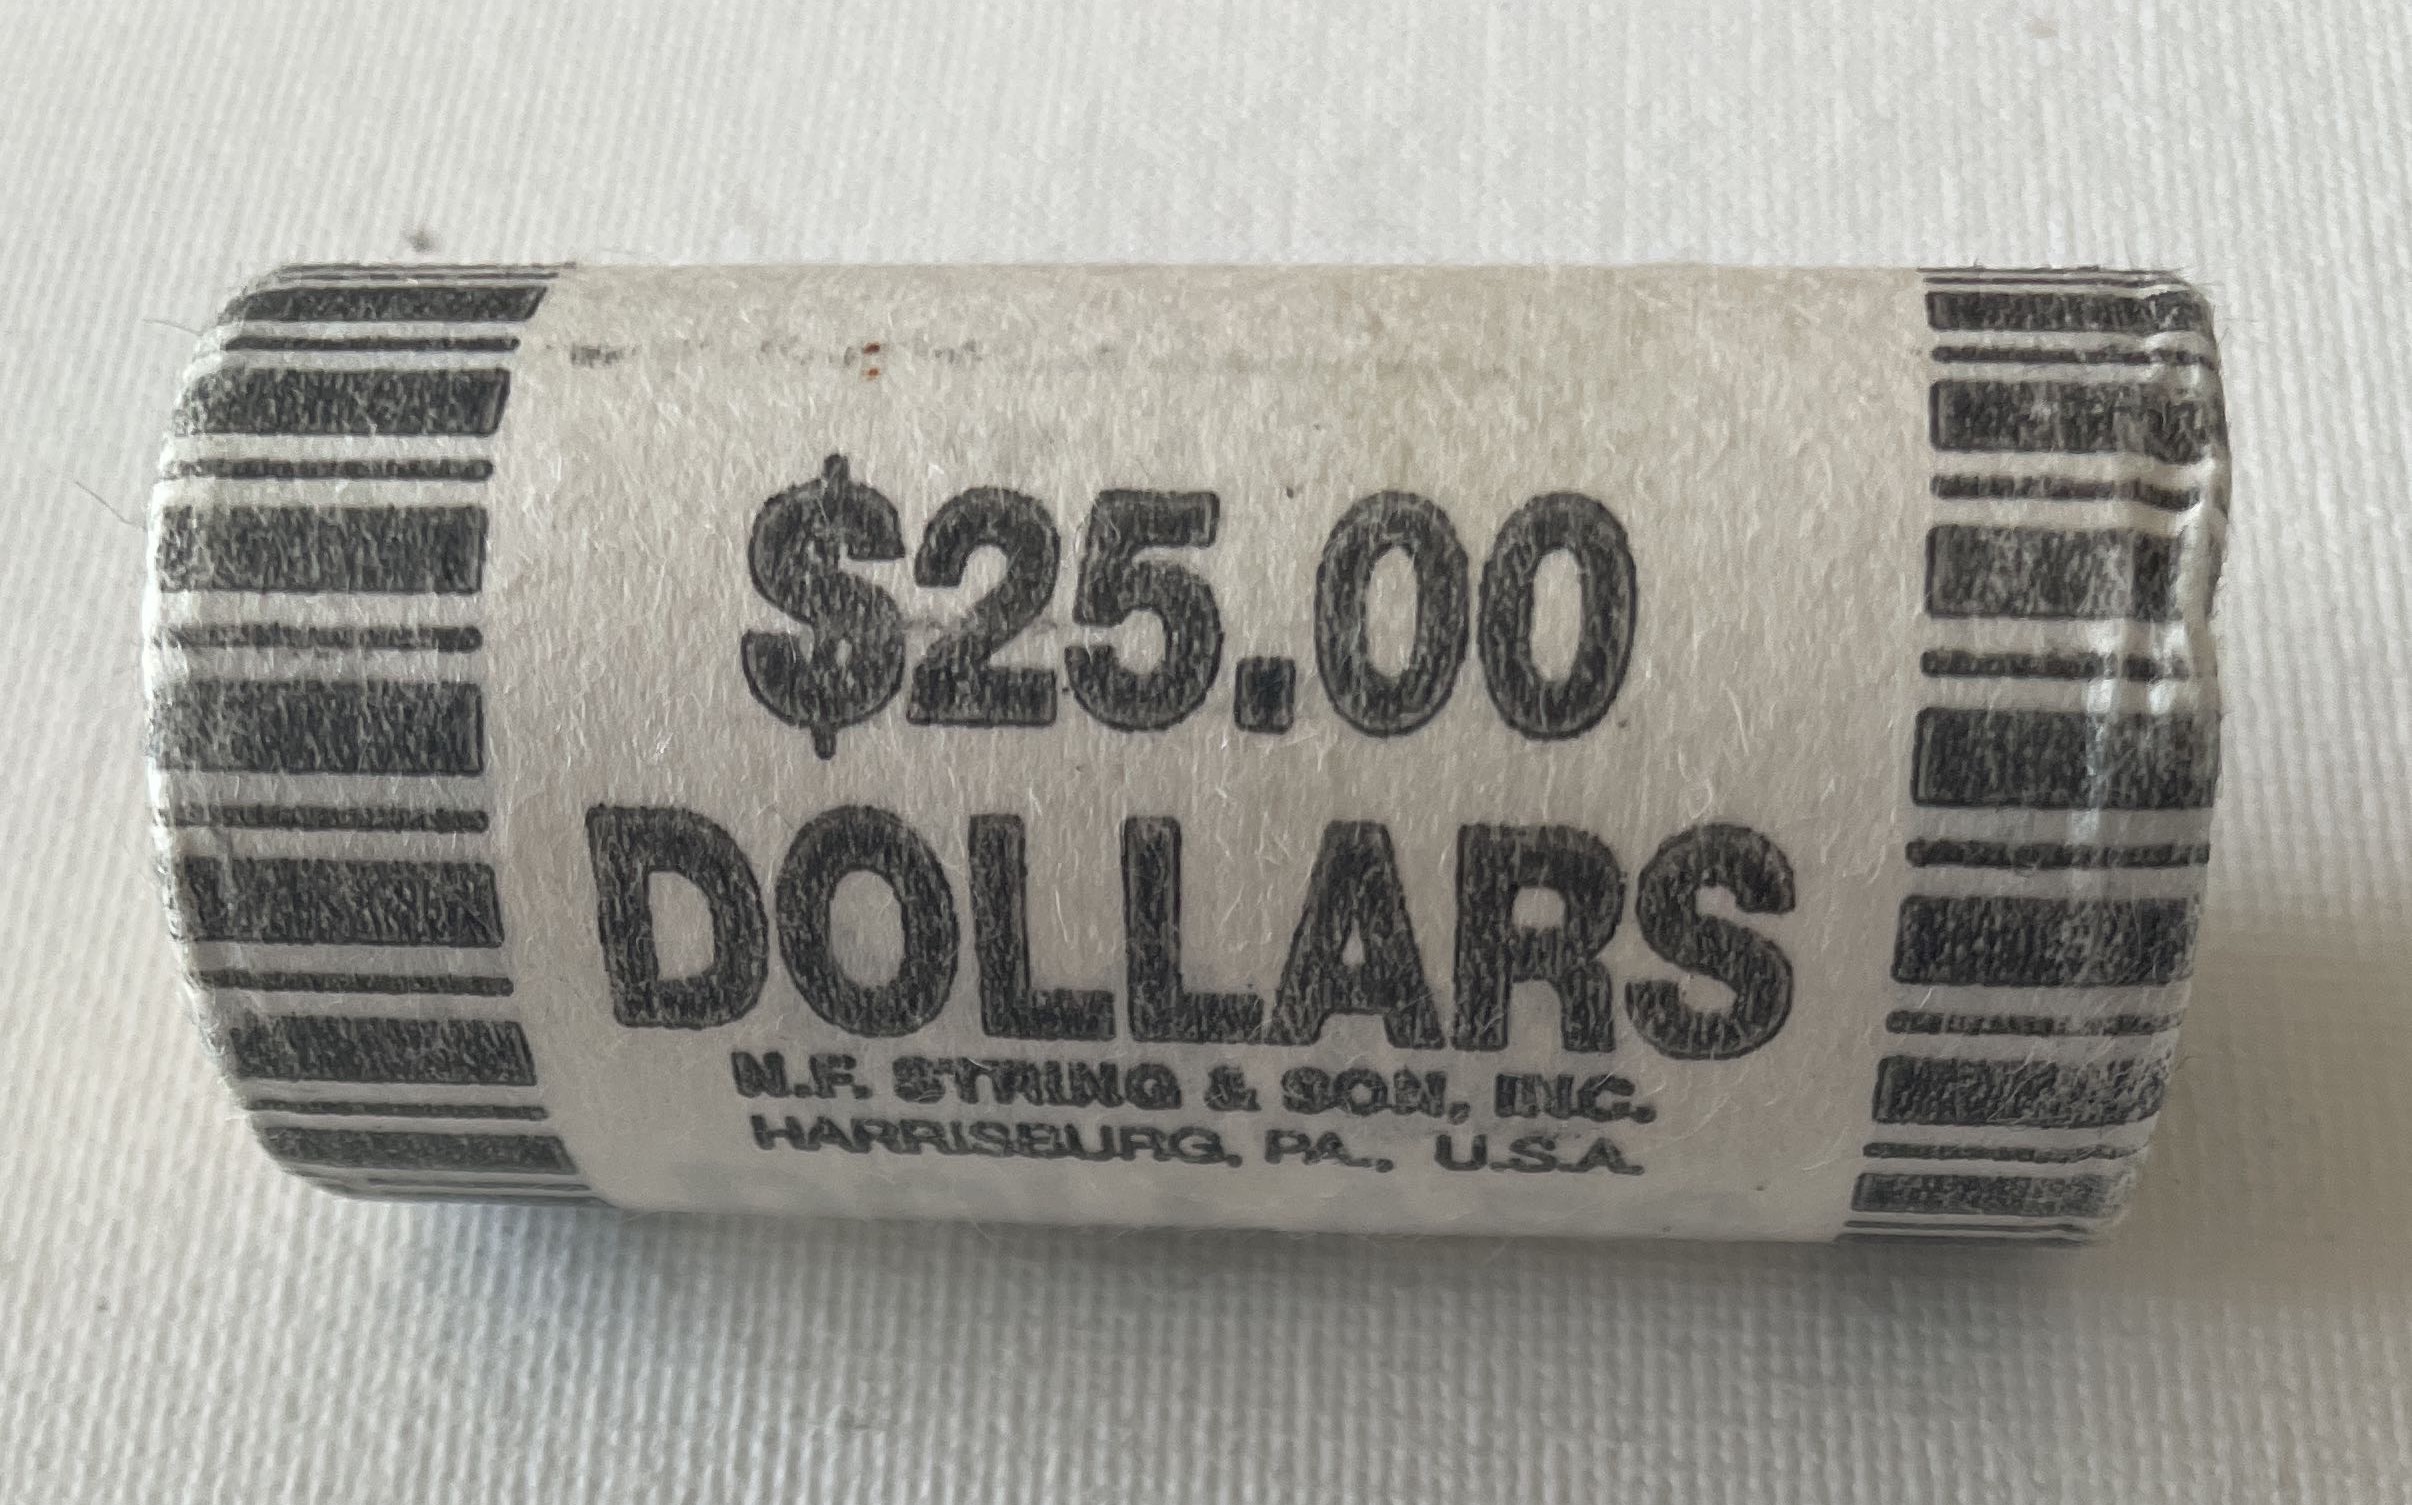 $25.00
DOLLARS
N.F. STRING & SON, INC.
HARRISBURG, PA., U.S.A.